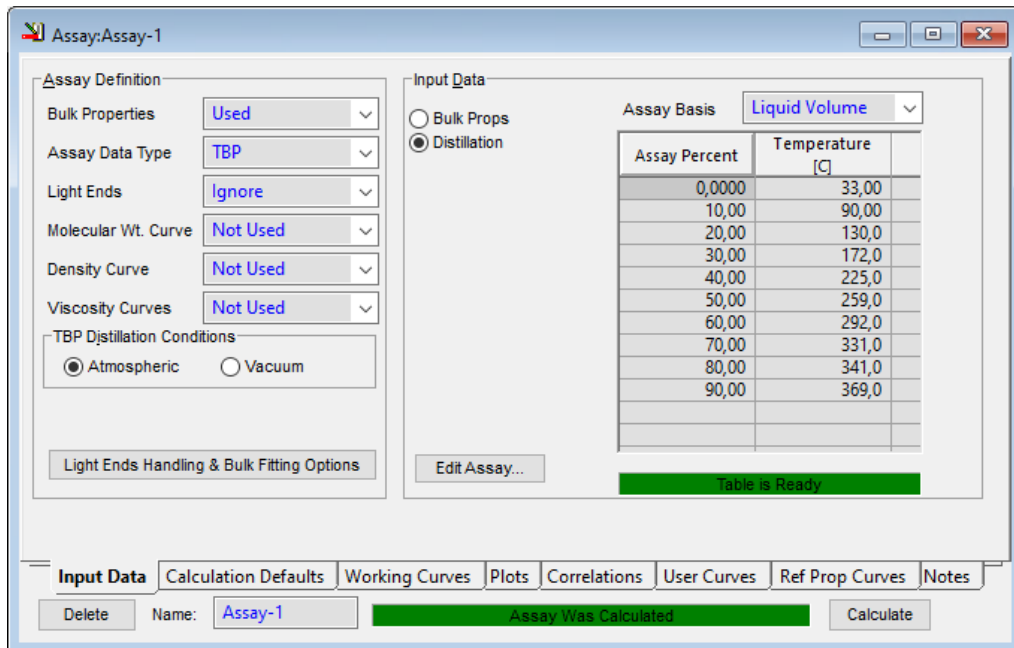 Assay:Assay-1
Assay Definition
Bulk Properties Used
Assay Data Type TBP
Light Ends Ignore
Molecular Wt. Curve Not Used
Density Curve Not Used
Viscosity Curves Not Used
TBP Distillation Conditions
Atmospheric Vacuum
Light Ends Handling & Bulk Fitting Options
Input Data
Bulk Props
Distillation
Assay Basis Liquid Volume
Assay Percent Temperature
[C]
0,0000 33,00
10,00 90,00
20,00 130,0
30,00 172,0
40,00 225,0
50,00 259,0
60,00 292,0
70,00 331,0
80,00 341,0
90,00 369,0
Edit Assay...
Table is Ready
Input Data Calculation Defaults Working Curves Plots Correlations User Curves Ref Prop Curves Notes
Delete Name: Assay-1 Assay Was Calculated Calculate